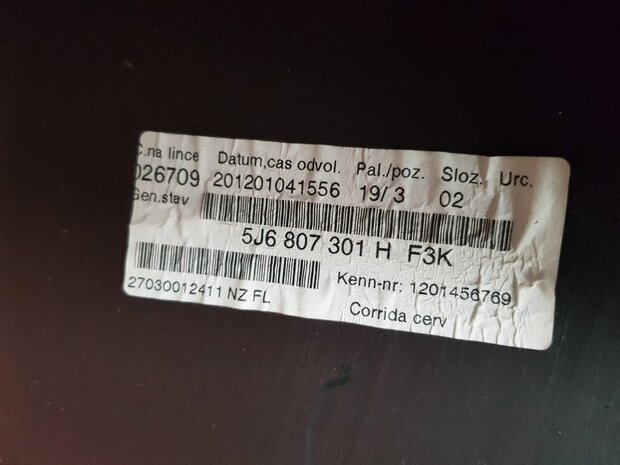 Č.na lince Datum,cas odvol. Pal./poz. Sloz. Urc.
026709 201201041556 19/ 3 02
Gen.stav
5J6 807 301 H F3K
Kenn-nr: 1201456769
27030012411 NZ FL
Corrida cerv